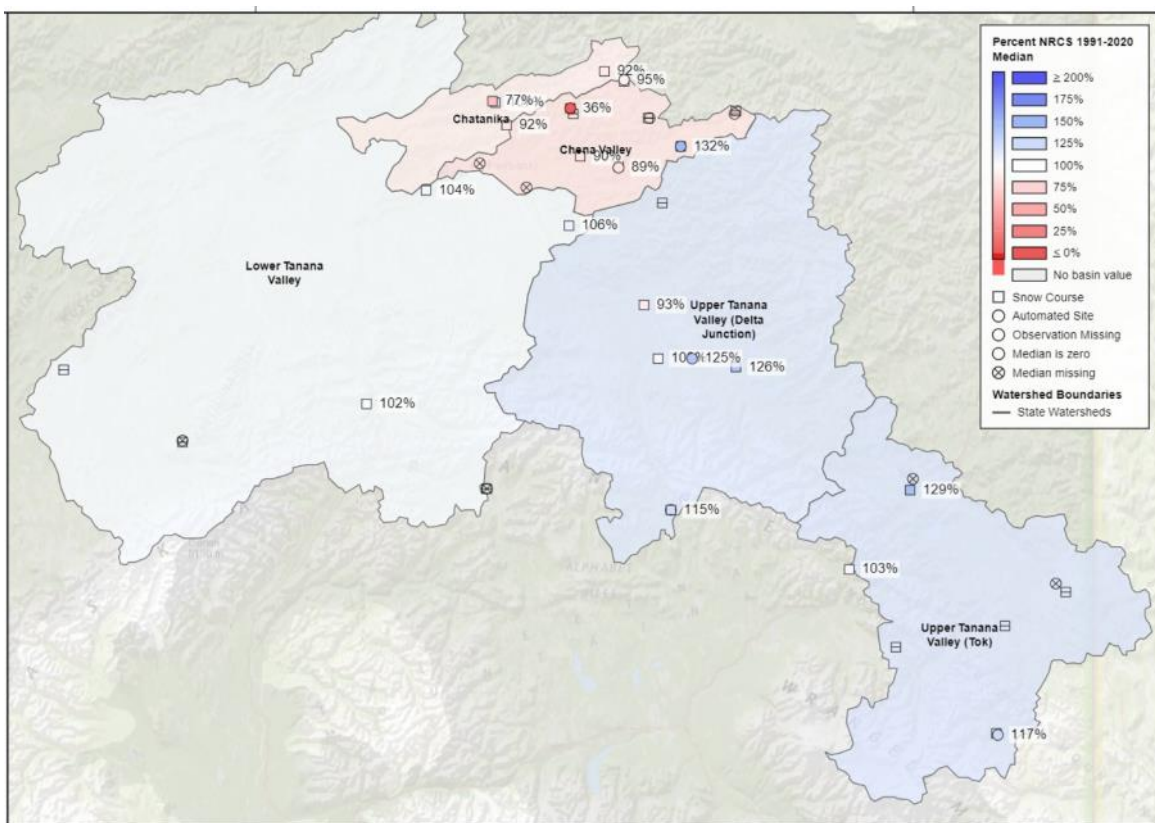 Percent NRCS 1991-2020
Median
≥ 200%
175%
150%
125%
100%
75%
50%
25%
≤ 0%
No basin value
Snow Course
Automated Site
Observation Missing
Median is zero
Median missing
Watershed Boundaries
State Watersheds
92%
95%
77%
36%
Chatanika
92%
Chena Valley
132%
90%
89%
104%
106%
Lower Tanana
Valley
93%
Upper Tanana
Valley (Delta
Junction)
125%
126%
102%
129%
115%
103%
Upper Tanana
Valley (Tok)
117%